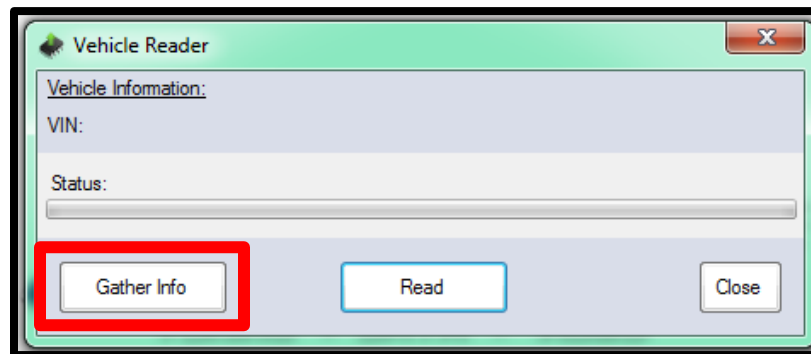 Vehicle Reader
Vehicle Information:
VIN:
Status:
Gather Info Read Close